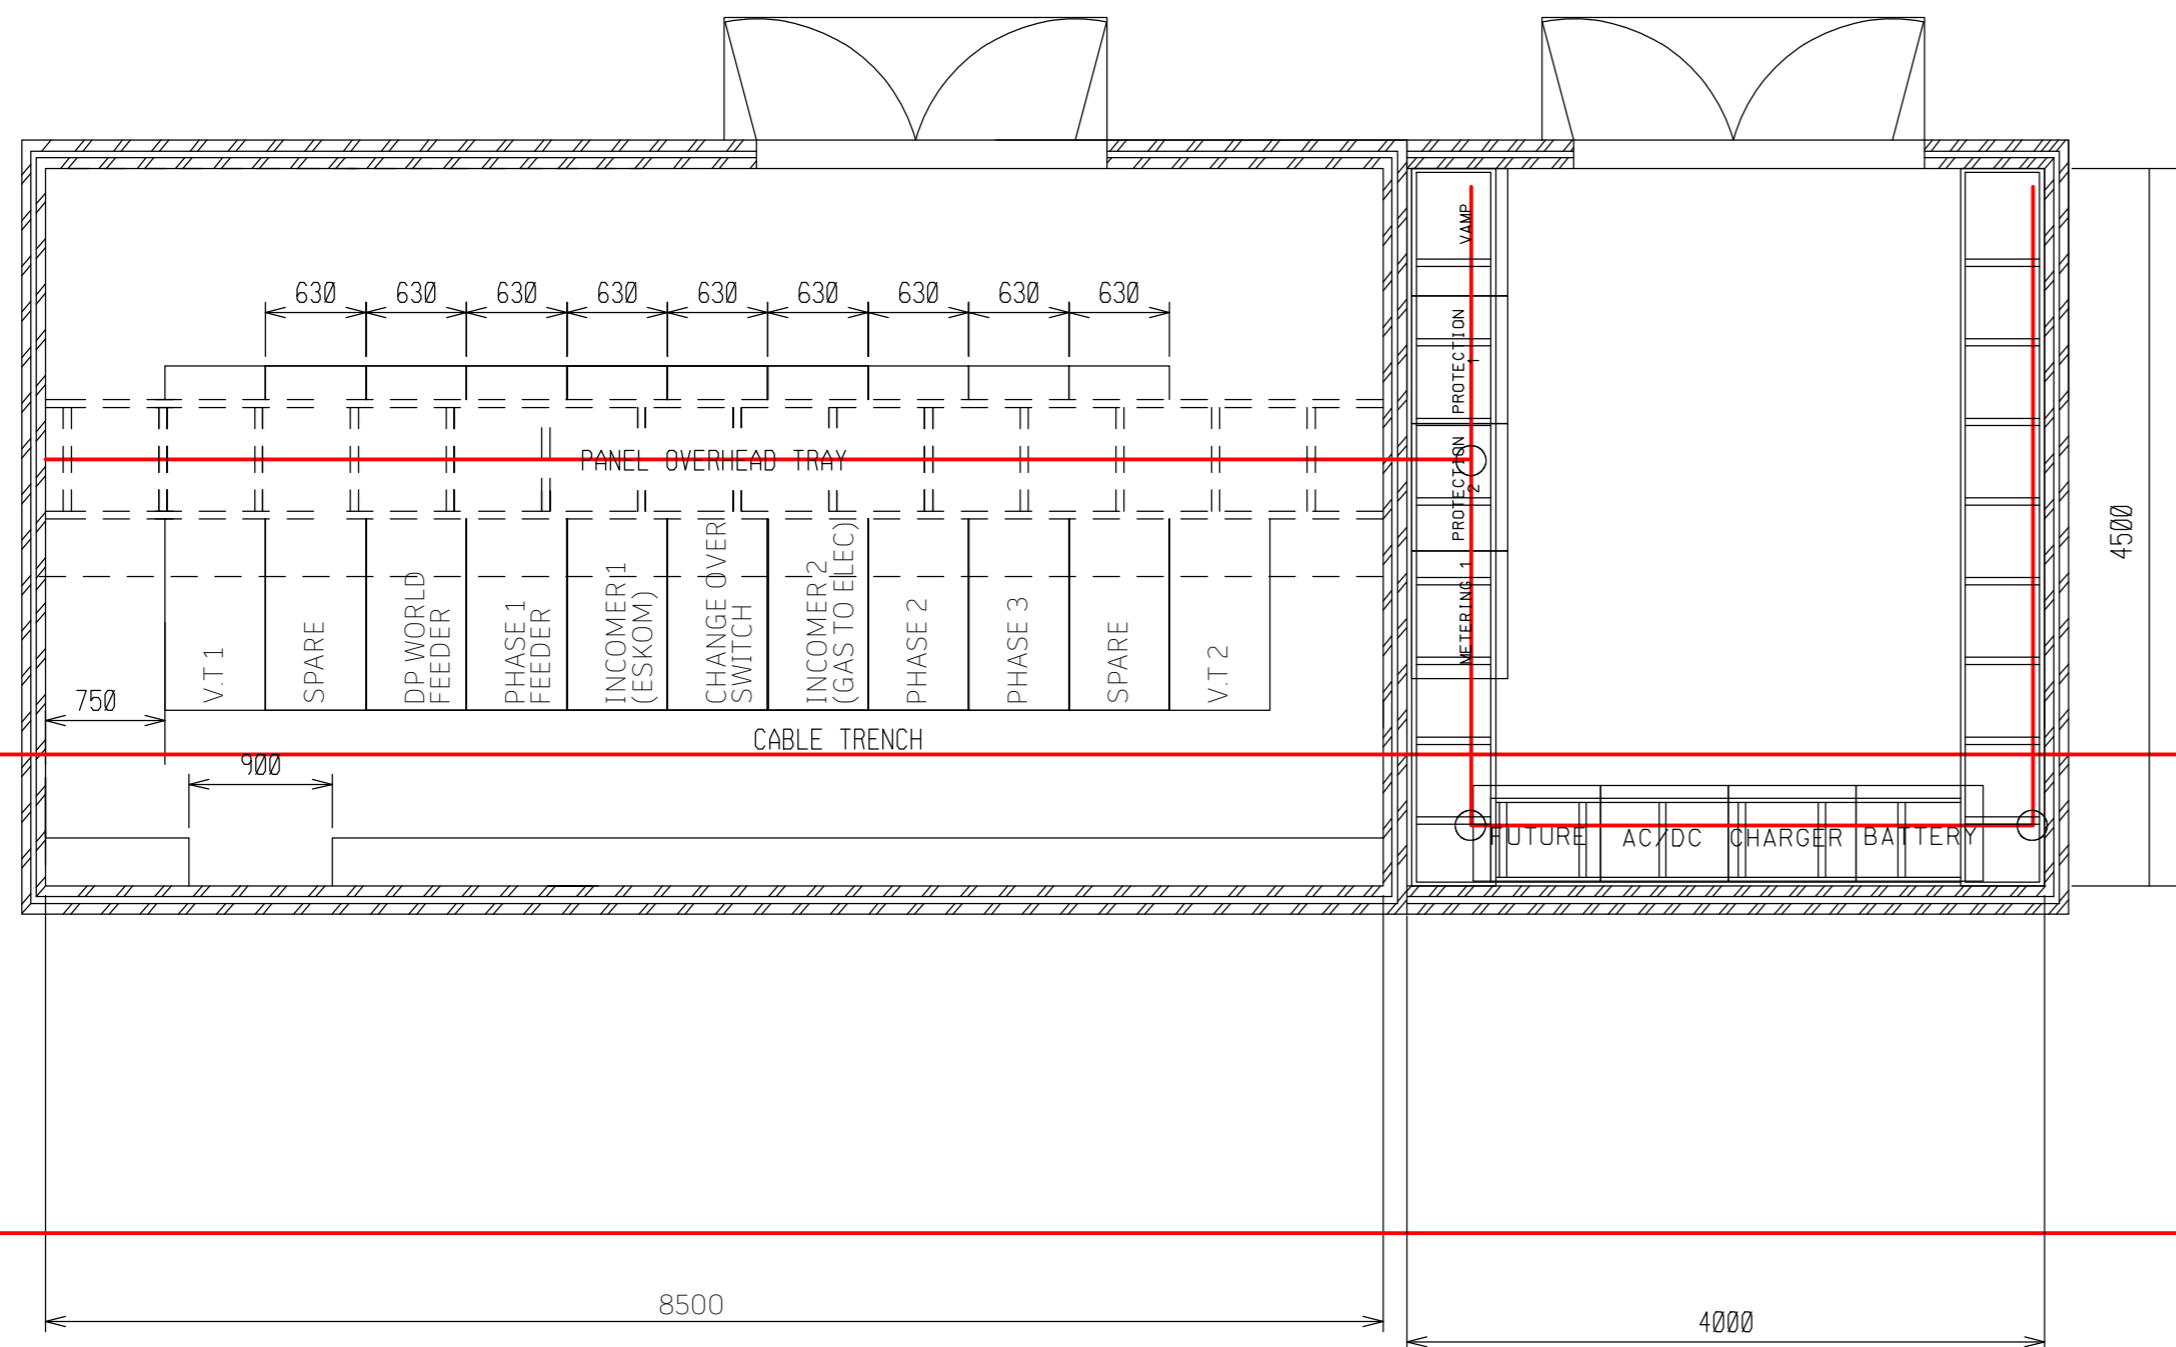 630 630 630 630 630 630 630 630 630
VAMP
PROTECTION
1
PROTECTION
2
METERING 1
PANEL OVERHEAD TRAY
4500
V.T 1
SPARE
DP WORLD
FEEDER
PHASE 1
FEEDER
INCOMER 1
(ESKOM)
CHANGE OVER
SWITCH
INCOMER 2
(GAS TO ELEC)
PHASE 2
PHASE 3
SPARE
V.T 2
750
CABLE TRENCH
900
FUTURE AC/DC CHARGER BATTERY
8500
4000